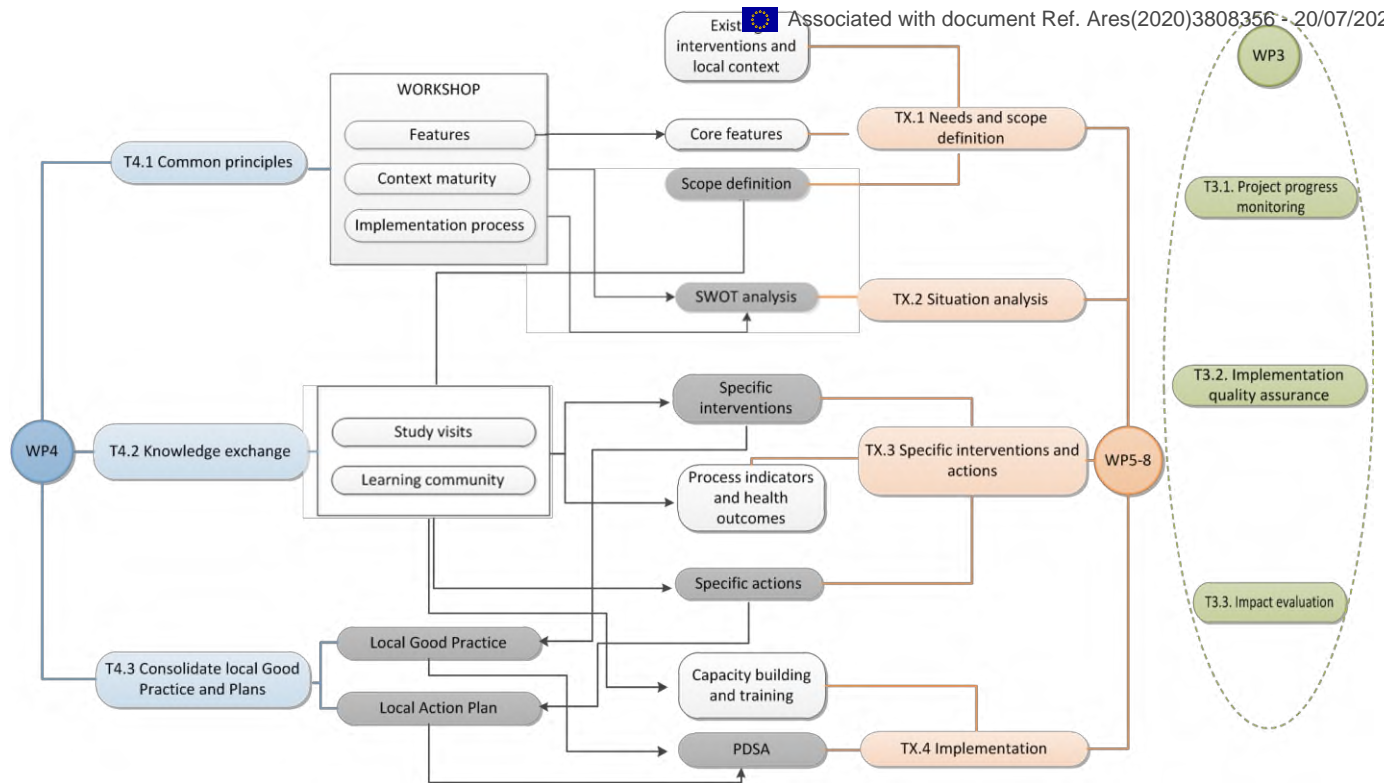 Associated with document Ref. Ares(2020)3808356 - 20/07/202
interventions and
local context
WP3
WORKSHOP
Features
Context maturity
Implementation process
T4.1 Common principles
Core features
Scope definition
SWOT analysis
TX.1 Needs and scope
definition
TX.2 Situation analysis
T3.1. Project progress
monitoring
T3.2. Implementation
quality assurance
T3.3. Impact evaluation
WP4
T4.2 Knowledge exchange
Study visits
Learning community
Specific
interventions
Process indicators
and health
outcomes
Specific actions
TX.3 Specific interventions and
actions
WP5-8
T4.3 Consolidate local Good
Practice and Plans
Local Good Practice
Local Action Plan
Capacity building
and training
PDSA
TX.4 Implementation